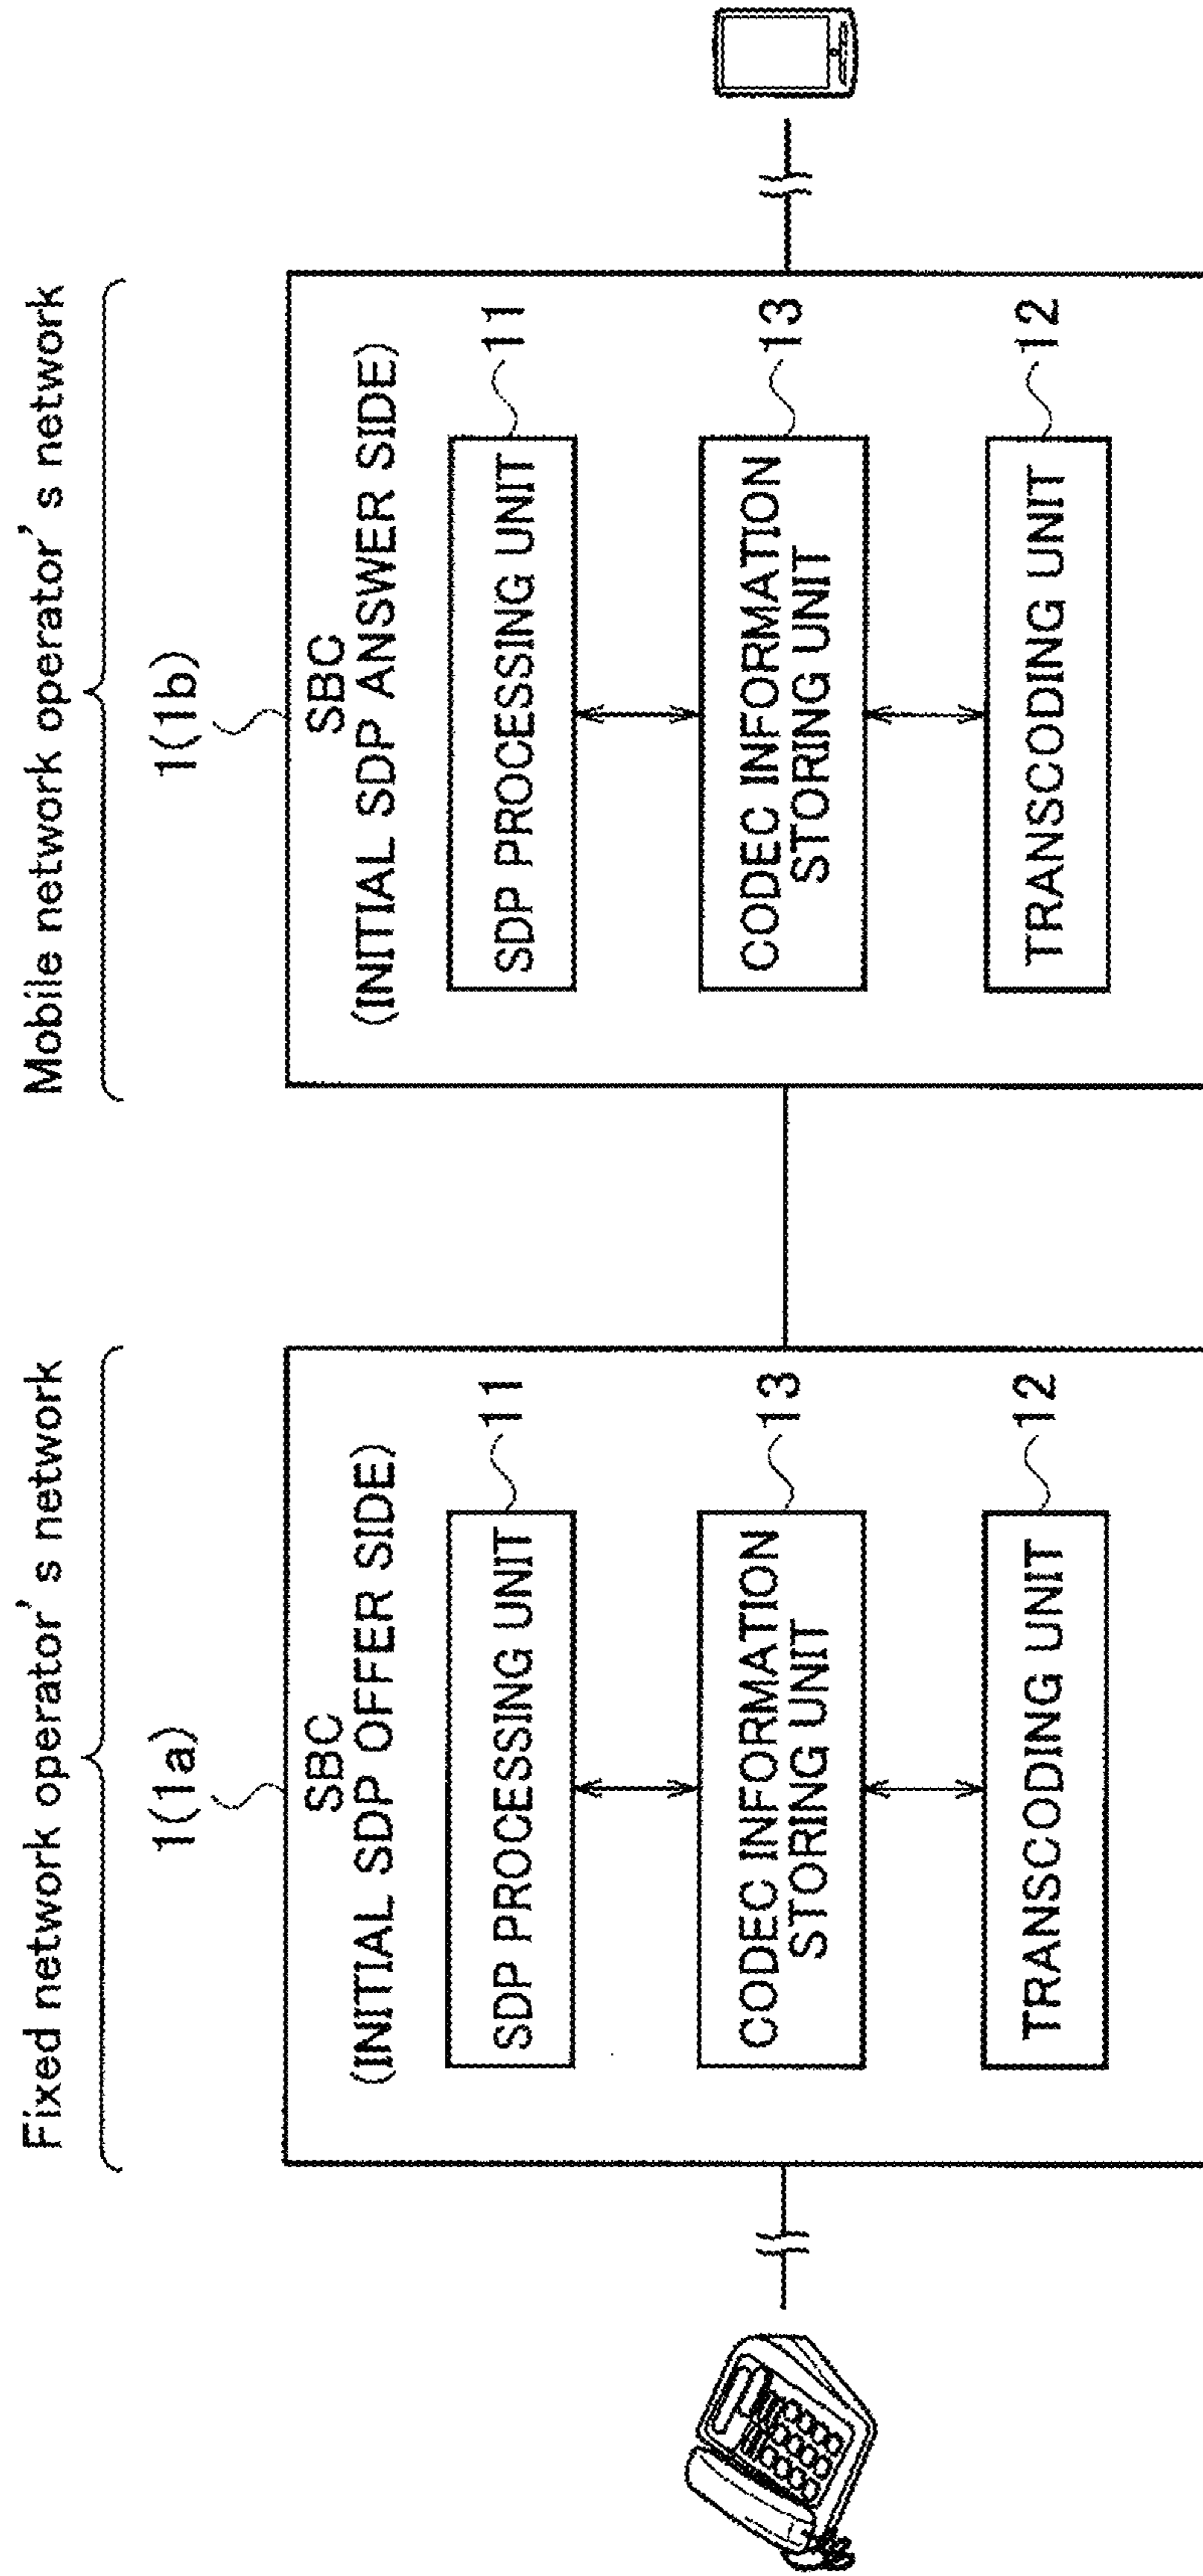 Fixed network operator's network
1(1a)
SBC
(INITIAL SDP OFFER SIDE)
SDP PROCESSING UNIT
11
CODEC INFORMATION
STORING UNIT
13
TRANSCODING UNIT
12
Mobile network operator's network
1(1b)
SBC
(INITIAL SDP ANSWER SIDE)
SDP PROCESSING UNIT
11
CODEC INFORMATION
STORING UNIT
13
TRANSCODING UNIT
12